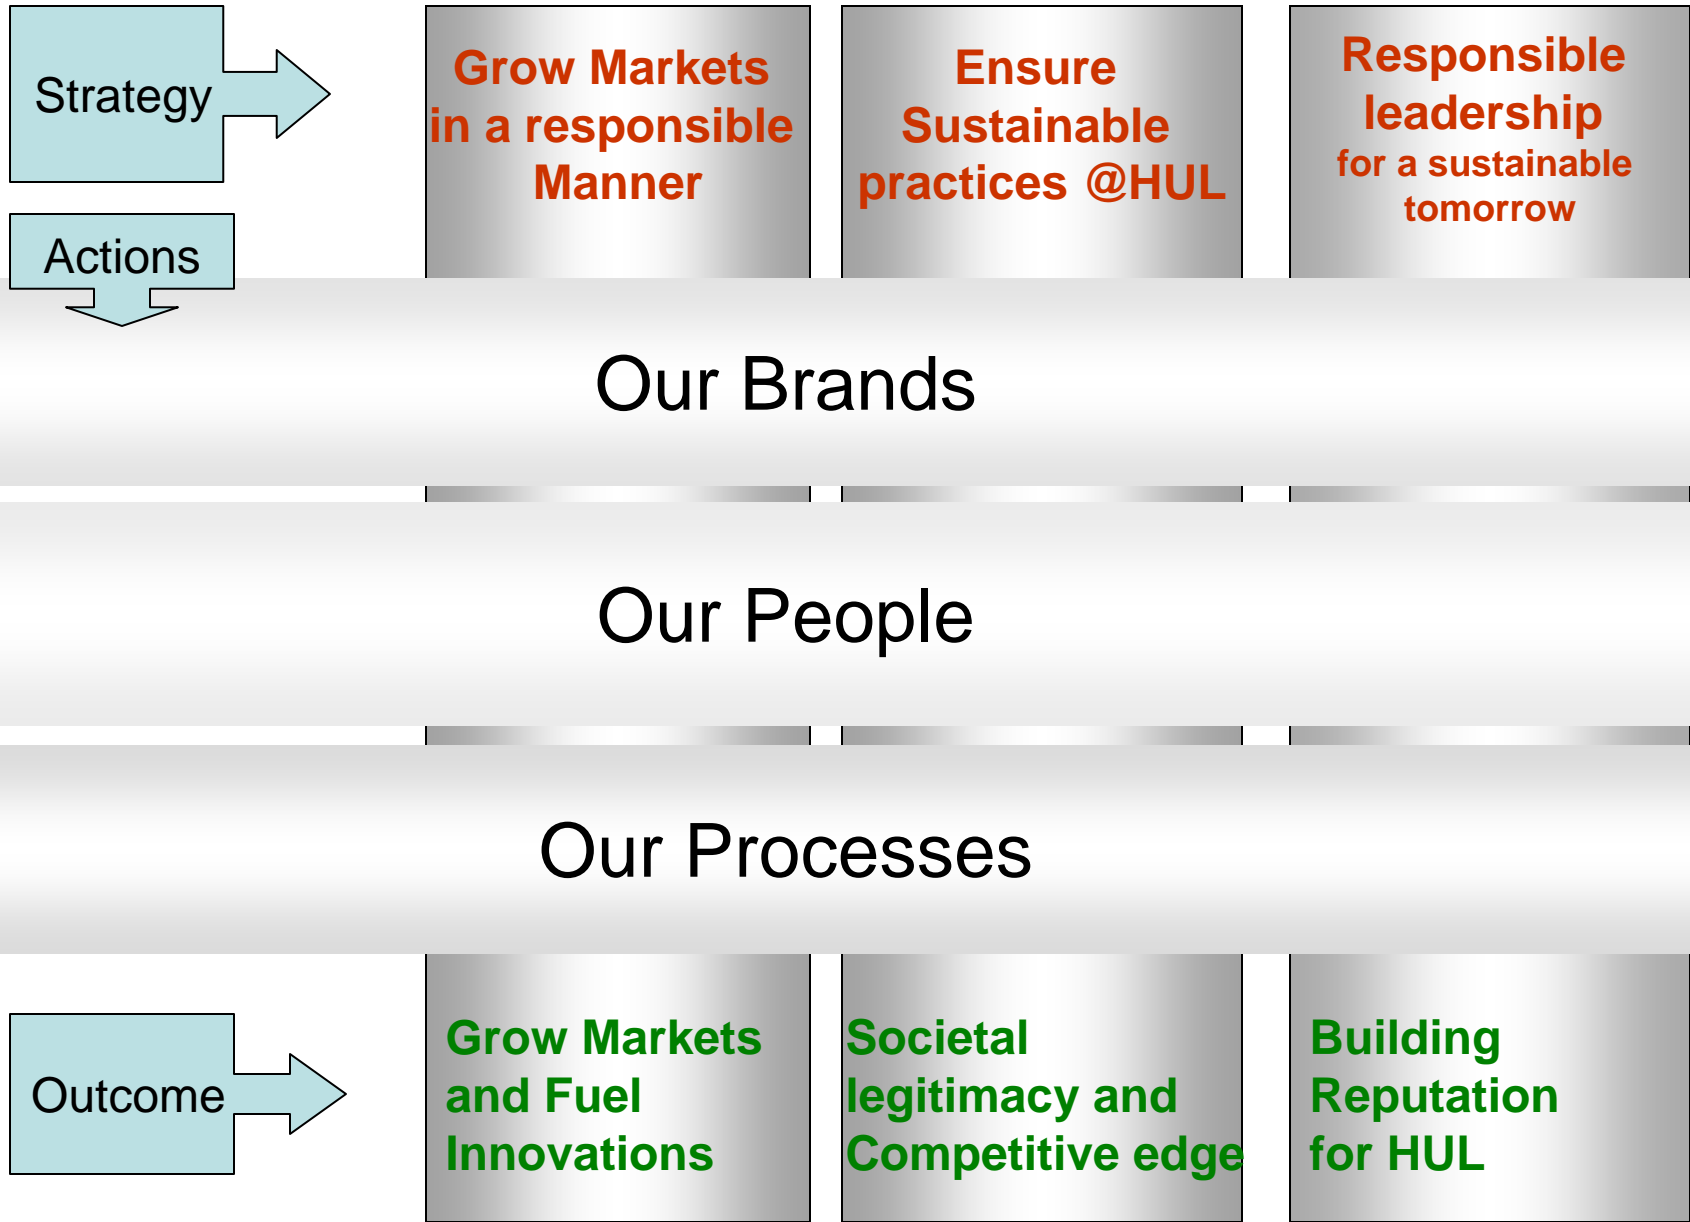 Strategy
Grow Markets
in a responsible
Manner
Ensure
Sustainable
practices @HUL
Responsible
leadership
for a sustainable
tomorrow
Actions
Our Brands
Our People
Our Processes
Outcome
Grow Markets
and Fuel
Innovations
Societal
legitimacy and
Competitive edge
Building
Reputation
for HUL